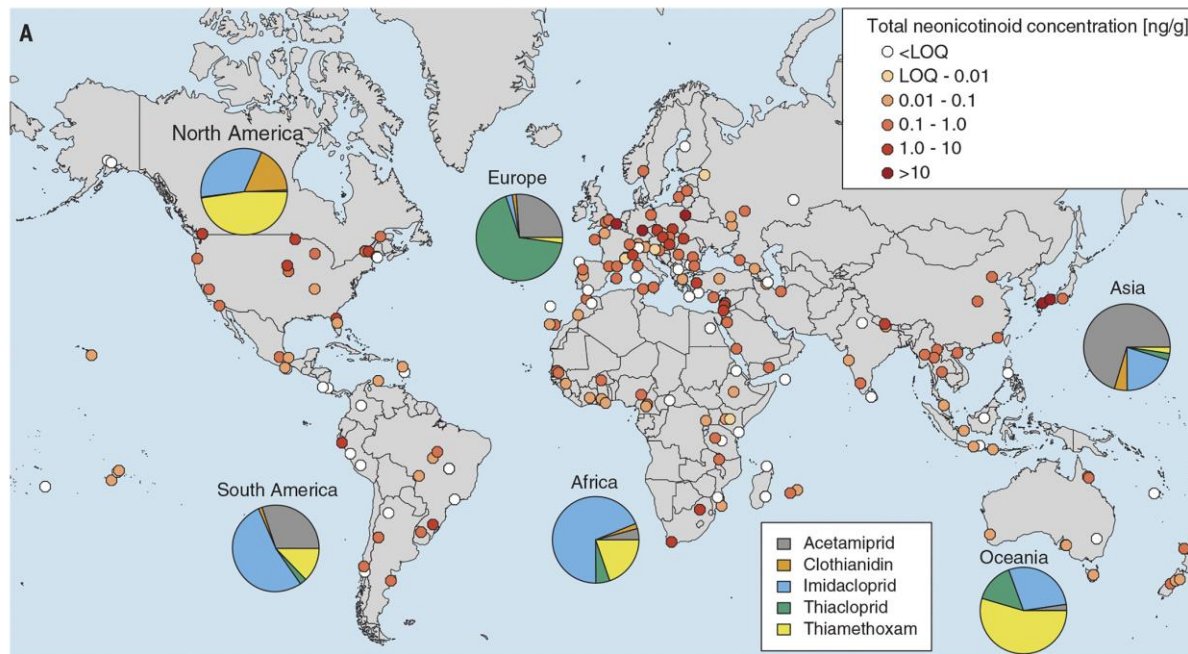 A
Total neonicotinoid concentration [ng/g]
<LOQ
LOQ - 0.01
0.01 - 0.1
0.1 - 1.0
1.0 - 10
>10
North America
Europe
Asia
South America
Africa
Oceania
Acetamiprid
Clothianidin
Imidacloprid
Thiacloprid
Thiamethoxam